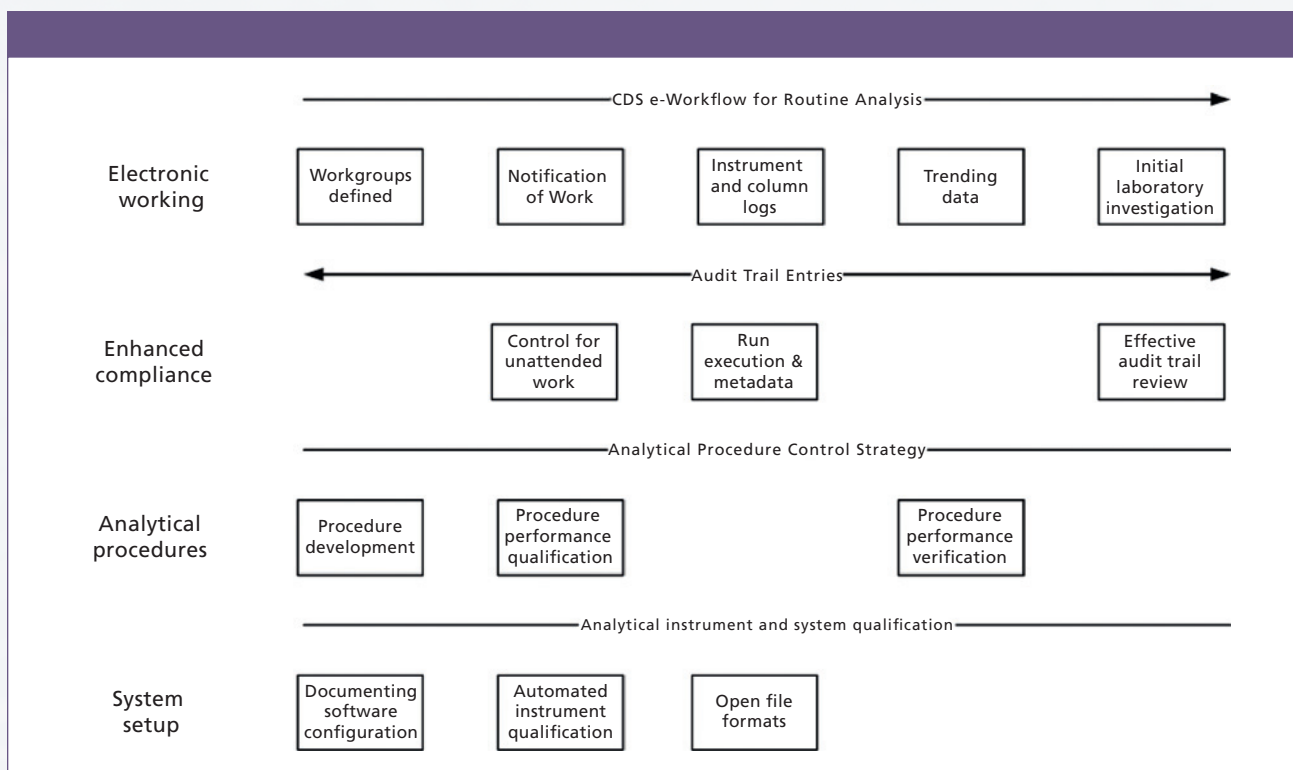 CDS e-Workflow for Routine Analysis
Electronic
working
Workgroups
defined
Notification
of Work
Instrument
and column
logs
Trending
data
Initial
laboratory
investigation
Audit Trail Entries
Enhanced
compliance
Control for
unattended
work
Run
execution &
metadata
Effective
audit trail
review
Analytical Procedure Control Strategy
Analytical
procedures
Procedure
development
Procedure
performance
qualification
Procedure
performance
verification
Analytical instrument and system qualification
System
setup
Documenting
software
configuration
Automated
instrument
qualification
Open file
formats